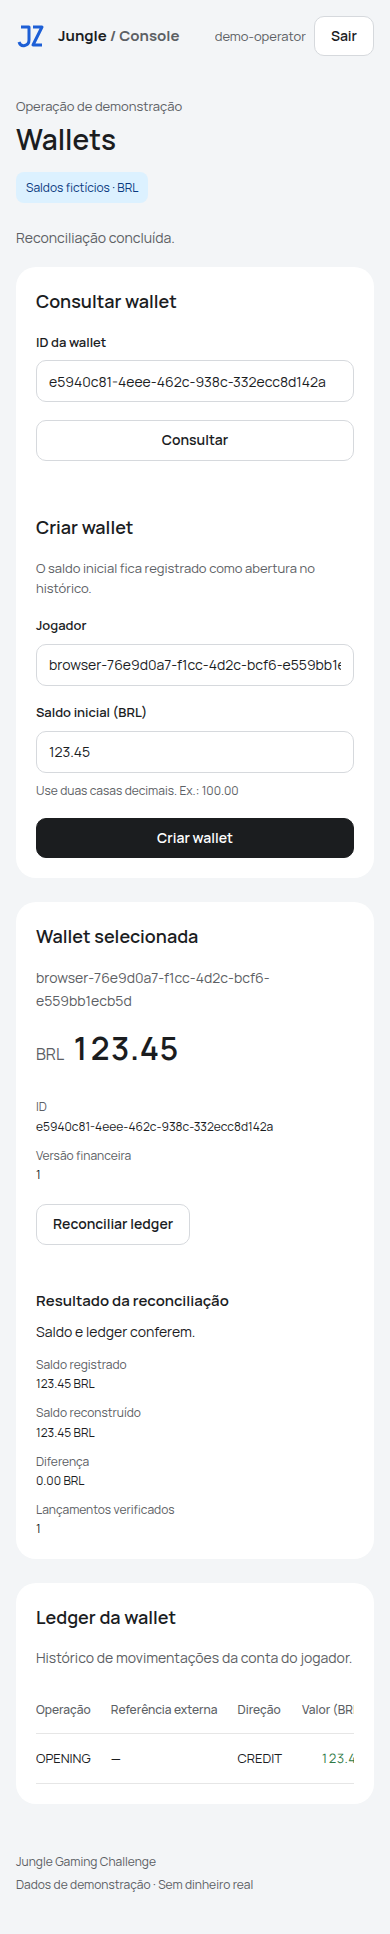 JZ Jungle / Console demo-operator Sair
Operação de demonstração
Wallets
Saldos fictícios · BRL
Reconciliação concluída.
Consultar wallet
ID da wallet
e5940c81-4eee-462c-938c-332ecc8d142a
Consultar
Criar wallet
O saldo inicial fica registrado como abertura no
histórico.
Jogador
browser-76e9d0a7-f1cc-4d2c-bcf6-e559bb1e
Saldo inicial (BRL)
123.45
Use duas casas decimais. Ex.: 100.00
Criar wallet
Wallet selecionada
browser-76e9d0a7-f1cc-4d2c-bcf6-
e559bb1ecb5d
BRL 123.45
ID
e5940c81-4eee-462c-938c-332ecc8d142a
Versão financeira
1
Reconciliar ledger
Resultado da reconciliação
Saldo e ledger conferem.
Saldo registrado
123.45 BRL
Saldo reconstruído
123.45 BRL
Diferença
0.00 BRL
Lançamentos verificados
1
Ledger da wallet
Histórico de movimentações da conta do jogador.
Operação Referência externa Direção Valor (BR
OPENING — CREDIT 123.4
Jungle Gaming Challenge
Dados de demonstração · Sem dinheiro real